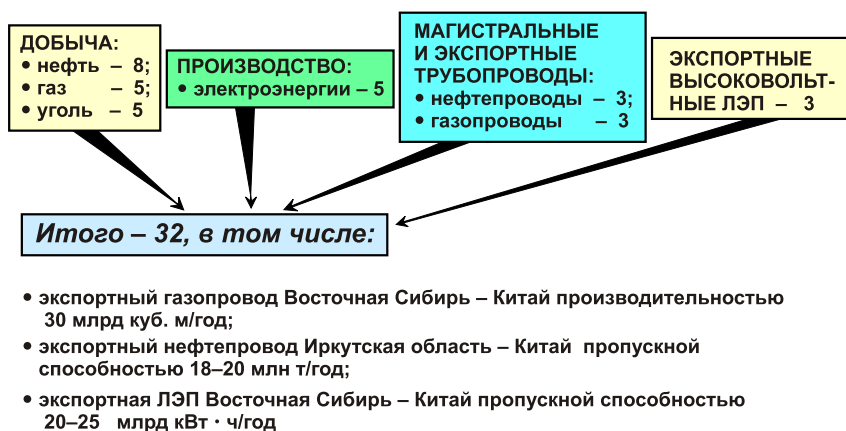 ДОБЫЧА:
• нефть – 8;
• газ – 5;
• уголь – 5
ПРОИЗВОДСТВО:
• электроэнергии – 5
МАГИСТРАЛЬНЫЕ
И ЭКСПОРТНЫЕ
ТРУБОПРОВОДЫ:
• нефтепроводы – 3;
• газопроводы – 3
ЭКСПОРТНЫЕ
ВЫСОКОВОЛЬТ-
НЫЕ ЛЭП – 3
Итого – 32, в том числе:
• экспортный газопровод Восточная Сибирь – Китай производительностью
30 млрд куб. м/год;
• экспортный нефтепровод Иркутская область – Китай пропускной
способностью 18–20 млн т/год;
• экспортная ЛЭП Восточная Сибирь – Китай пропускной способностью
20–25 млрд кВт · ч/год